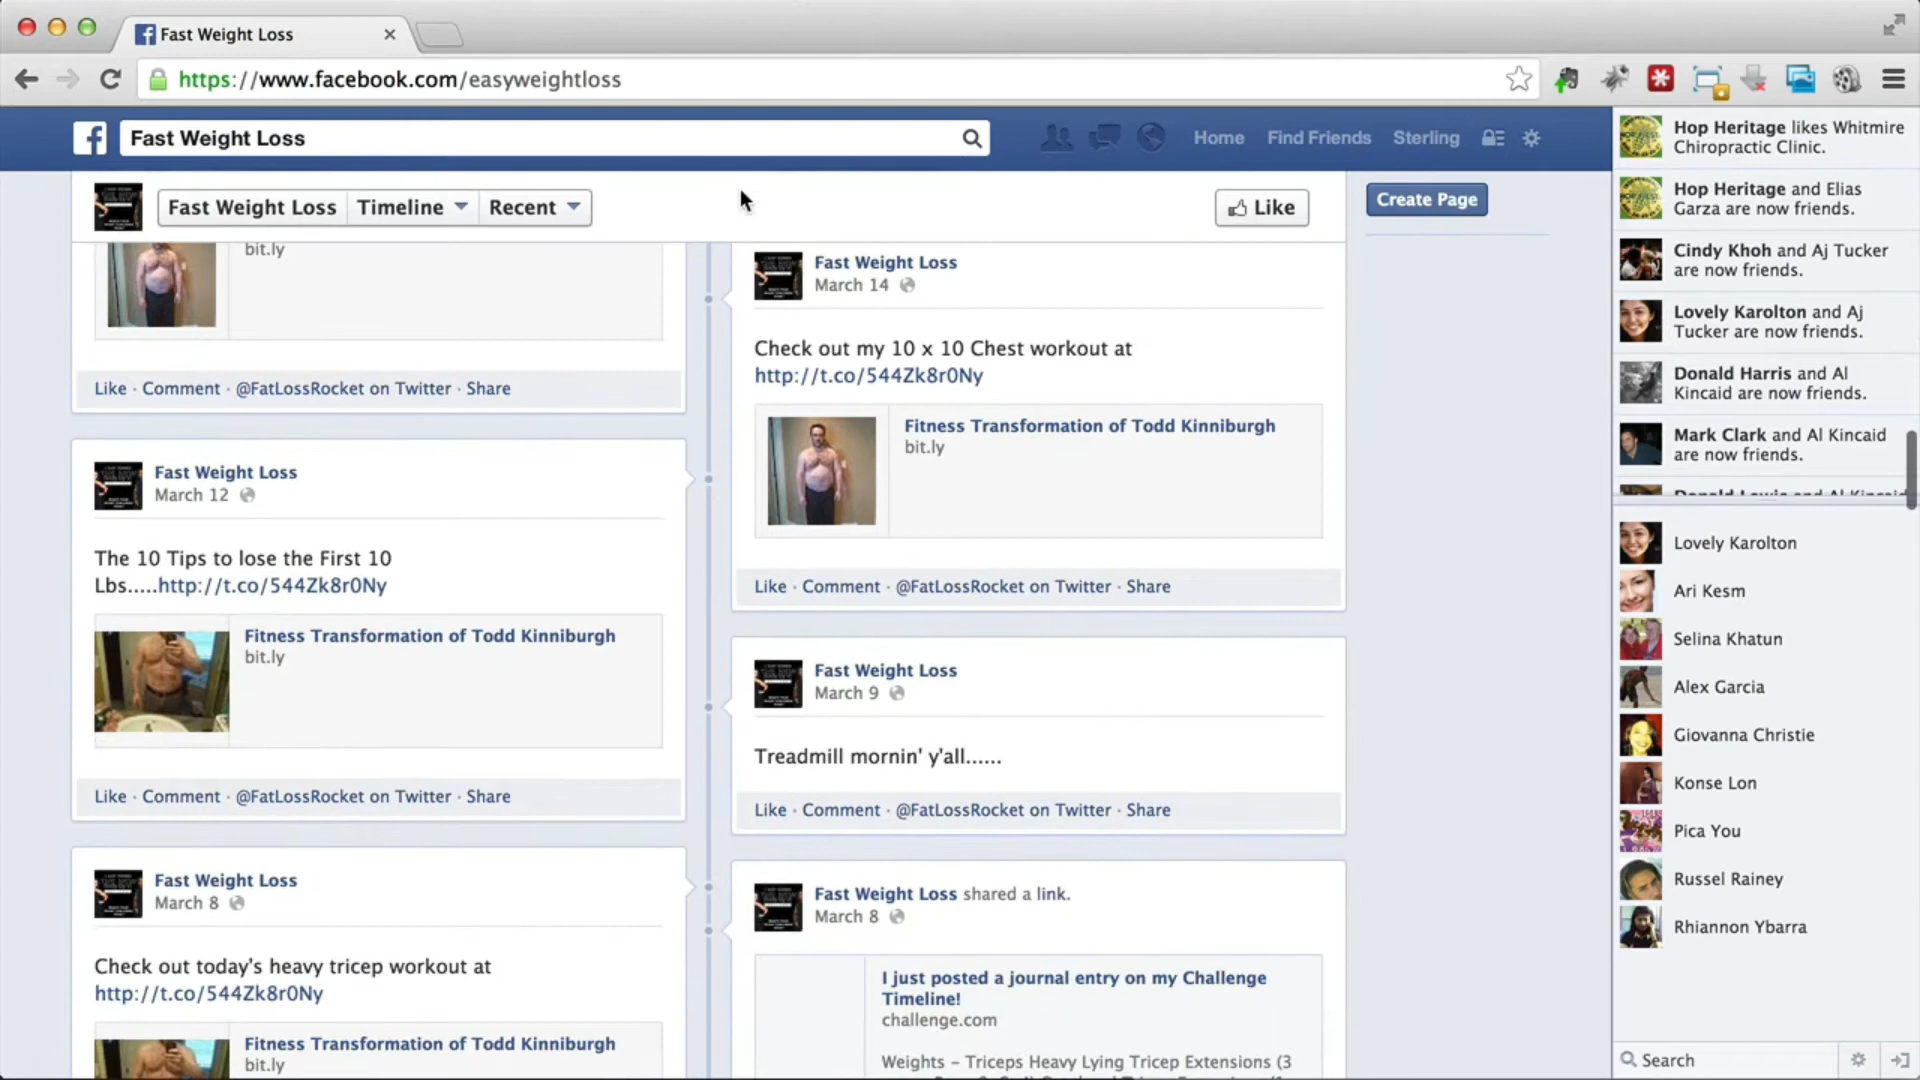 Fast Weight Loss
https://www.facebook.com/easyweightloss
Fast Weight Loss
Home
Find Friends
Sterling
Fast Weight Loss
Timeline
Recent
Like
Create Page
bit.ly
Like · Comment · @FatLossRocket on Twitter · Share
Fast Weight Loss
March 12
The 10 Tips to lose the First 10
Lbs.....http://t.co/544Zk8r0Ny
Fitness Transformation of Todd Kinniburgh
bit.ly
Like · Comment · @FatLossRocket on Twitter · Share
Fast Weight Loss
March 8
Check out today's heavy tricep workout at
http://t.co/544Zk8r0Ny
Fitness Transformation of Todd Kinniburgh
bit.ly
Fast Weight Loss
March 14
Check out my 10 x 10 Chest workout at
http://t.co/544Zk8r0Ny
Fitness Transformation of Todd Kinniburgh
bit.ly
Like · Comment · @FatLossRocket on Twitter · Share
Fast Weight Loss
March 9
Treadmill mornin' y'all......
Like · Comment · @FatLossRocket on Twitter · Share
Fast Weight Loss shared a link.
March 8
I just posted a journal entry on my Challenge
Timeline!
challenge.com
Weights – Triceps Heavy Lying Tricep Extensions (3
Hop Heritage likes Whitmire
Chiropractic Clinic.
Hop Heritage and Elias
Garza are now friends.
Cindy Khoh and Aj Tucker
are now friends.
Lovely Karolton and Aj
Tucker are now friends.
Donald Harris and Al
Kincaid are now friends.
Mark Clark and Al Kincaid
are now friends.
Donald Lewis and Al Kincaid
Lovely Karolton
Ari Kesm
Selina Khatun
Alex Garcia
Giovanna Christie
Konse Lon
Pica You
Russel Rainey
Rhiannon Ybarra
Search